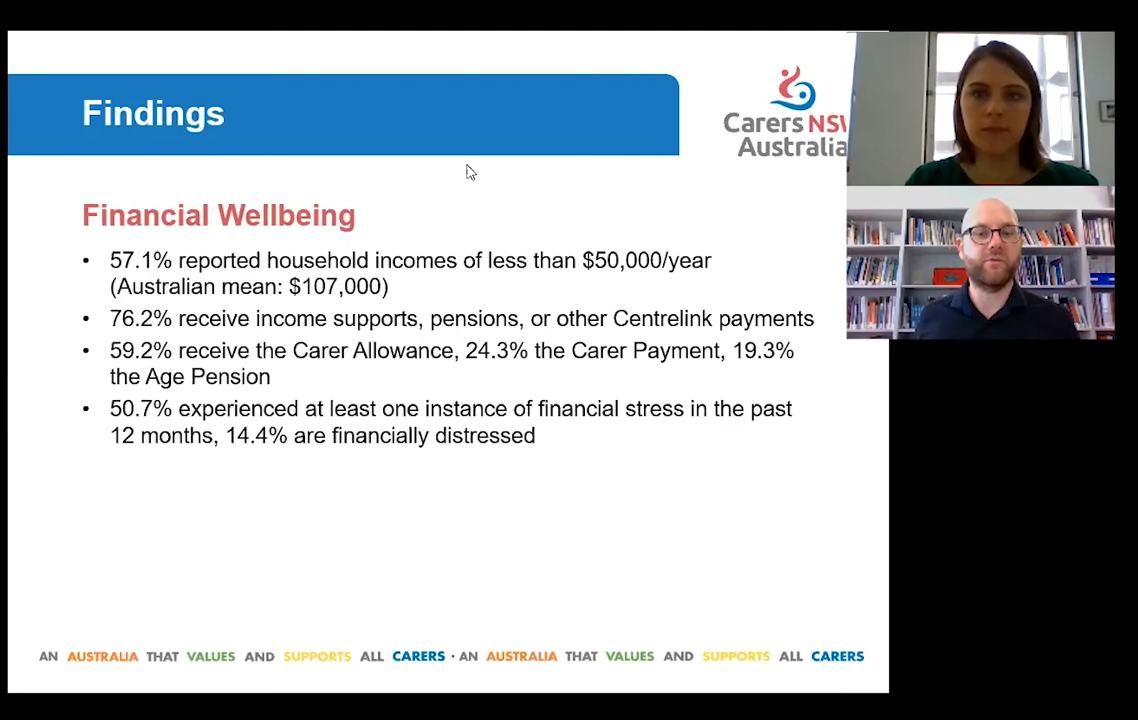 Findings
Carers NSW
Australia
Financial Wellbeing
• 57.1% reported household incomes of less than $50,000/year
(Australian mean: $107,000)
• 76.2% receive income supports, pensions, or other Centrelink payments
• 59.2% receive the Carer Allowance, 24.3% the Carer Payment, 19.3%
the Age Pension
• 50.7% experienced at least one instance of financial stress in the past
12 months, 14.4% are financially distressed
AN AUSTRALIA THAT VALUES AND SUPPORTS ALL CARERS · AN AUSTRALIA THAT VALUES AND SUPPORTS ALL CARERS